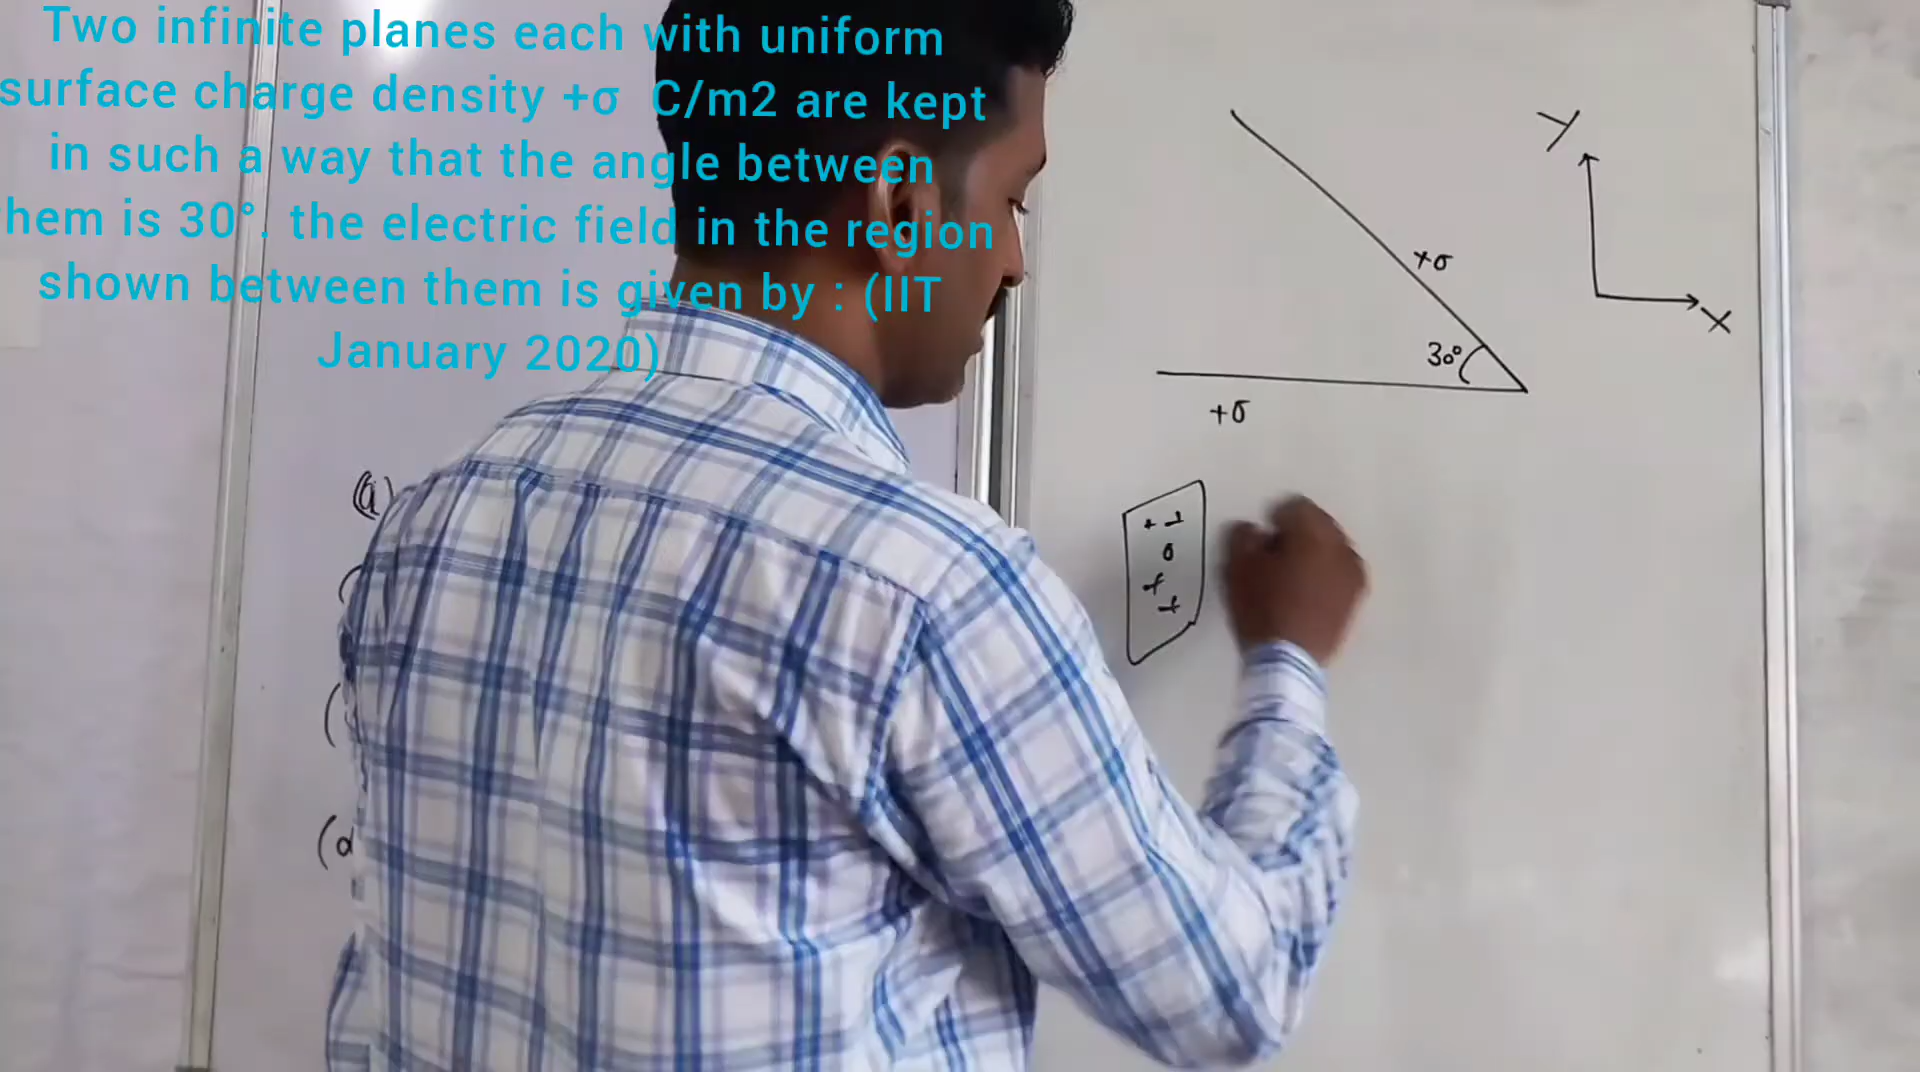 Two infinite planes each with uniform
surface charge density +σ C/m2 are kept
in such a way that the angle between
hem is 30° . the electric field in the region
shown between them is given by : (IIT
January 2020)
Y
+σ
X
30°
+σ
(a)
+ +
σ
+
+
(
(
(d